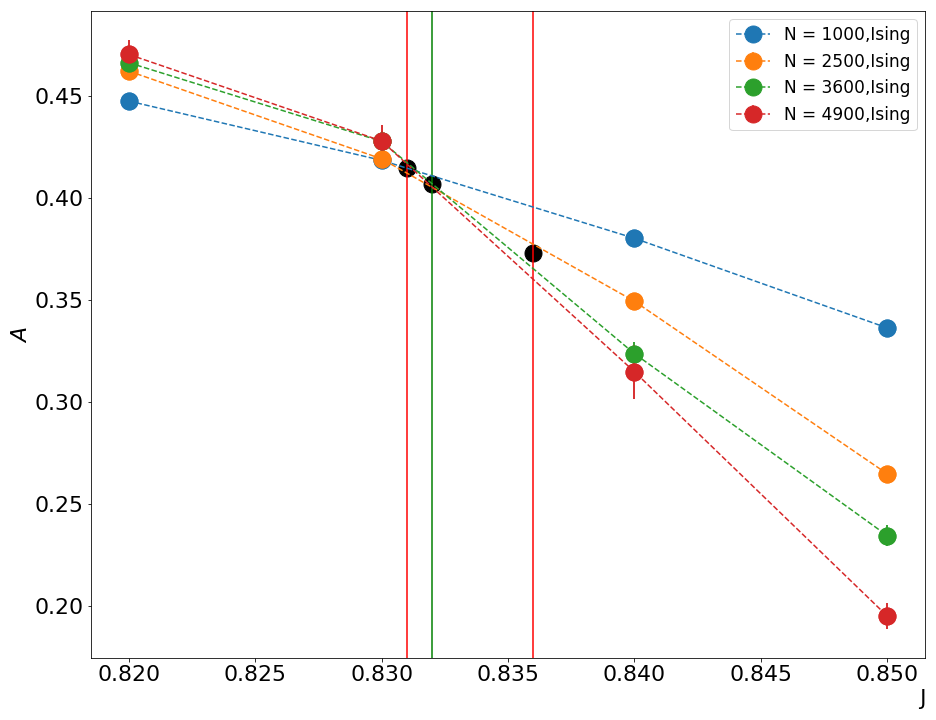 N = 1000,Ising
N = 2500,Ising
N = 3600,Ising
N = 4900,Ising
A
0.45
0.40
0.35
0.30
0.25
0.20
0.820 0.825 0.830 0.835 0.840 0.845 0.850
J